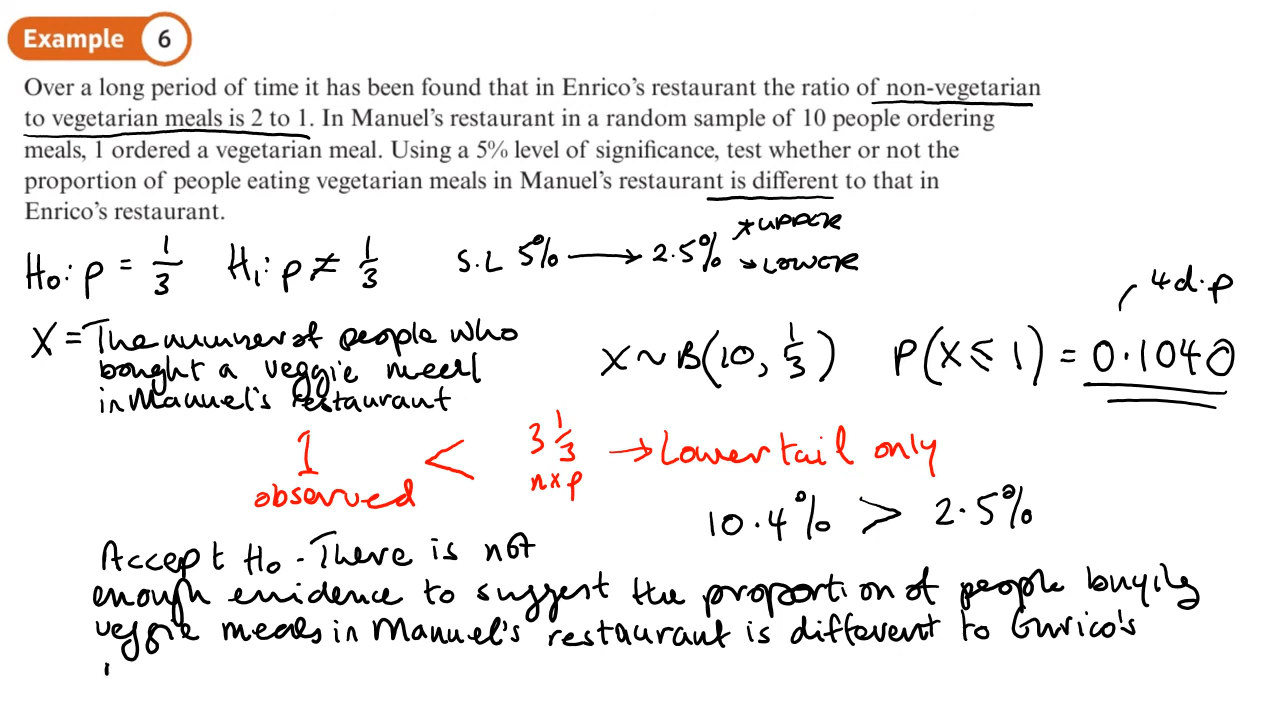 Example 6
Over a long period of time it has been found that in Enrico's restaurant the ratio of non-vegetarian
to vegetarian meals is 2 to 1. In Manuel's restaurant in a random sample of 10 people ordering
meals, 1 ordered a vegetarian meal. Using a 5% level of significance, test whether or not the
proportion of people eating vegetarian meals in Manuel's restaurant is different to that in
Enrico's restaurant.
H₀: p = 1/3 H₁: p ≠ 1/3 S.L 5% → 2.5% UPPER
LOWER
4 d.p
X = The number of people who
bought a veggie meal
in Manuel's restaurant
X ~ B(10, 1/3) P(X ≤ 1) = 0.1040
1 < 3 1/3 → Lower tail only
observed n x p
10.4% > 2.5%
Accept H₀. There is not
enough evidence to suggest the proportion of people buying
veggie meals in Manuel's restaurant is different to Enrico's